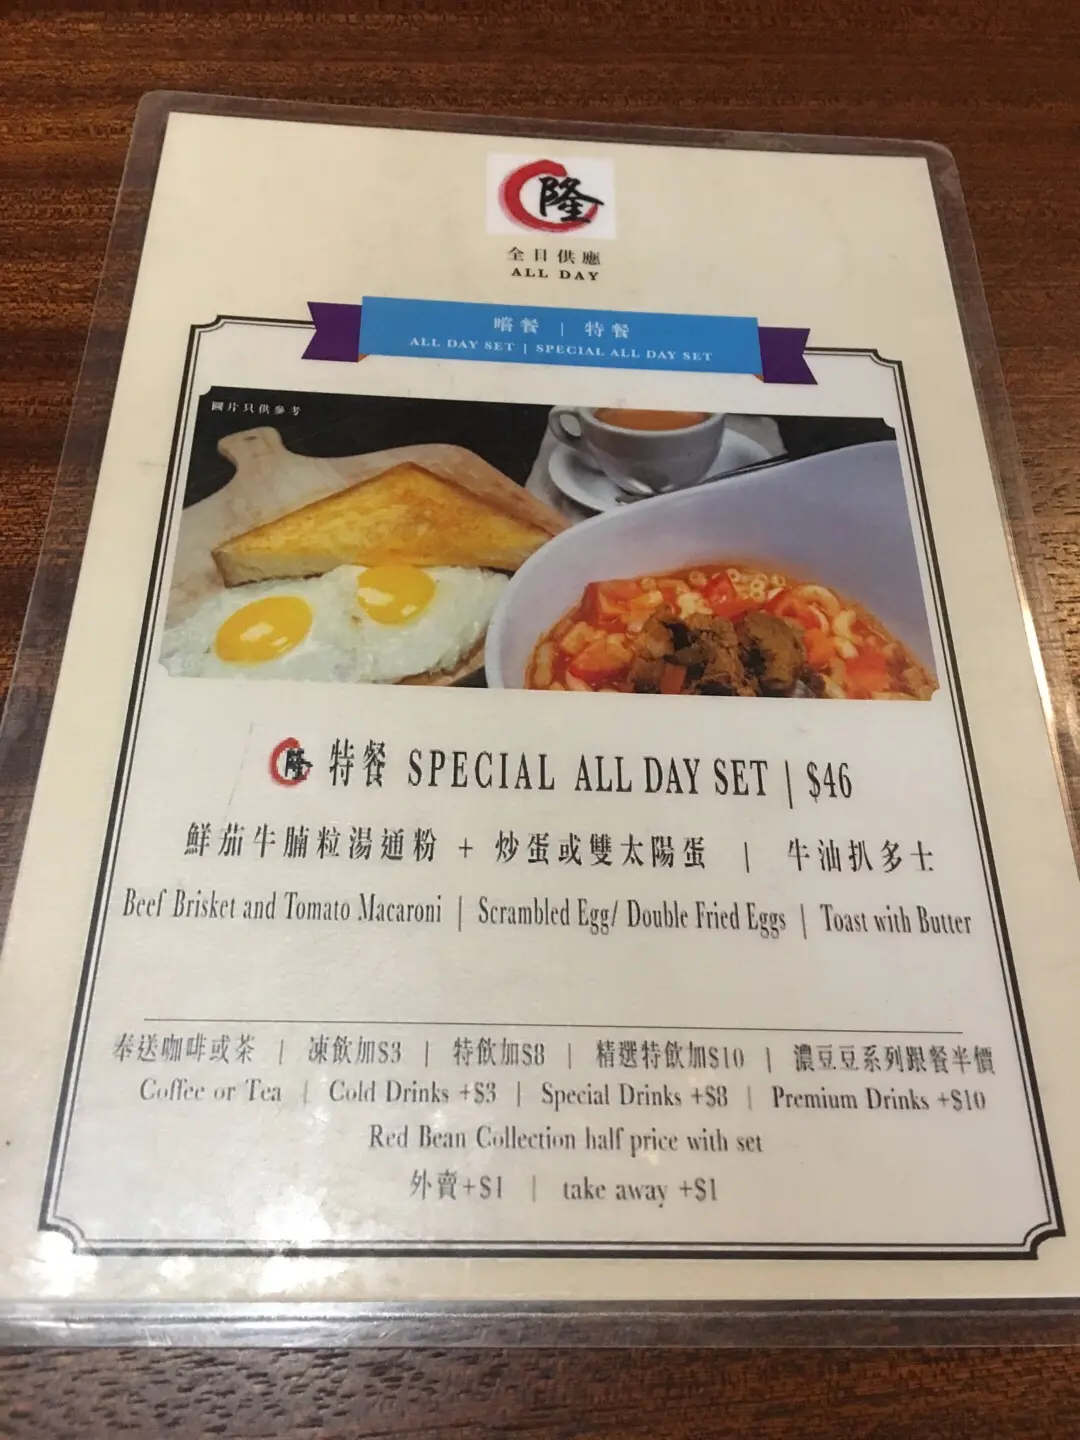 隆
全日供應
ALL DAY
嚐餐 | 特餐
ALL DAY SET | SPECIAL ALL DAY SET
圖片只供參考
隆 特餐 SPECIAL ALL DAY SET | $46
鮮茄牛腩粒湯通粉 + 炒蛋或雙太陽蛋 | 牛油扒多士
Beef Brisket and Tomato Macaroni | Scrambled Egg/ Double Fried Eggs | Toast with Butter
奉送咖啡或茶 | 凍飲加$3 | 特飲加$8 | 精選特飲加$10 | 濃豆豆系列跟餐半價
Coffee or Tea | Cold Drinks +$3 | Special Drinks +$8 | Premium Drinks +$10
Red Bean Collection half price with set
外賣+$1 | take away +$1